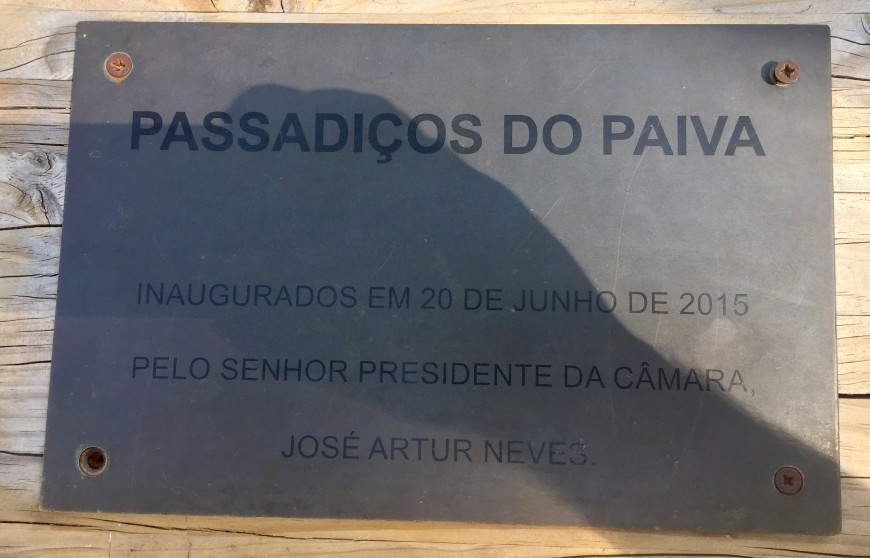 PASSADIÇOS DO PAIVA
INAUGURADOS EM 20 DE JUNHO DE 2015
PELO SENHOR PRESIDENTE DA CÂMARA,
JOSÉ ARTUR NEVES.